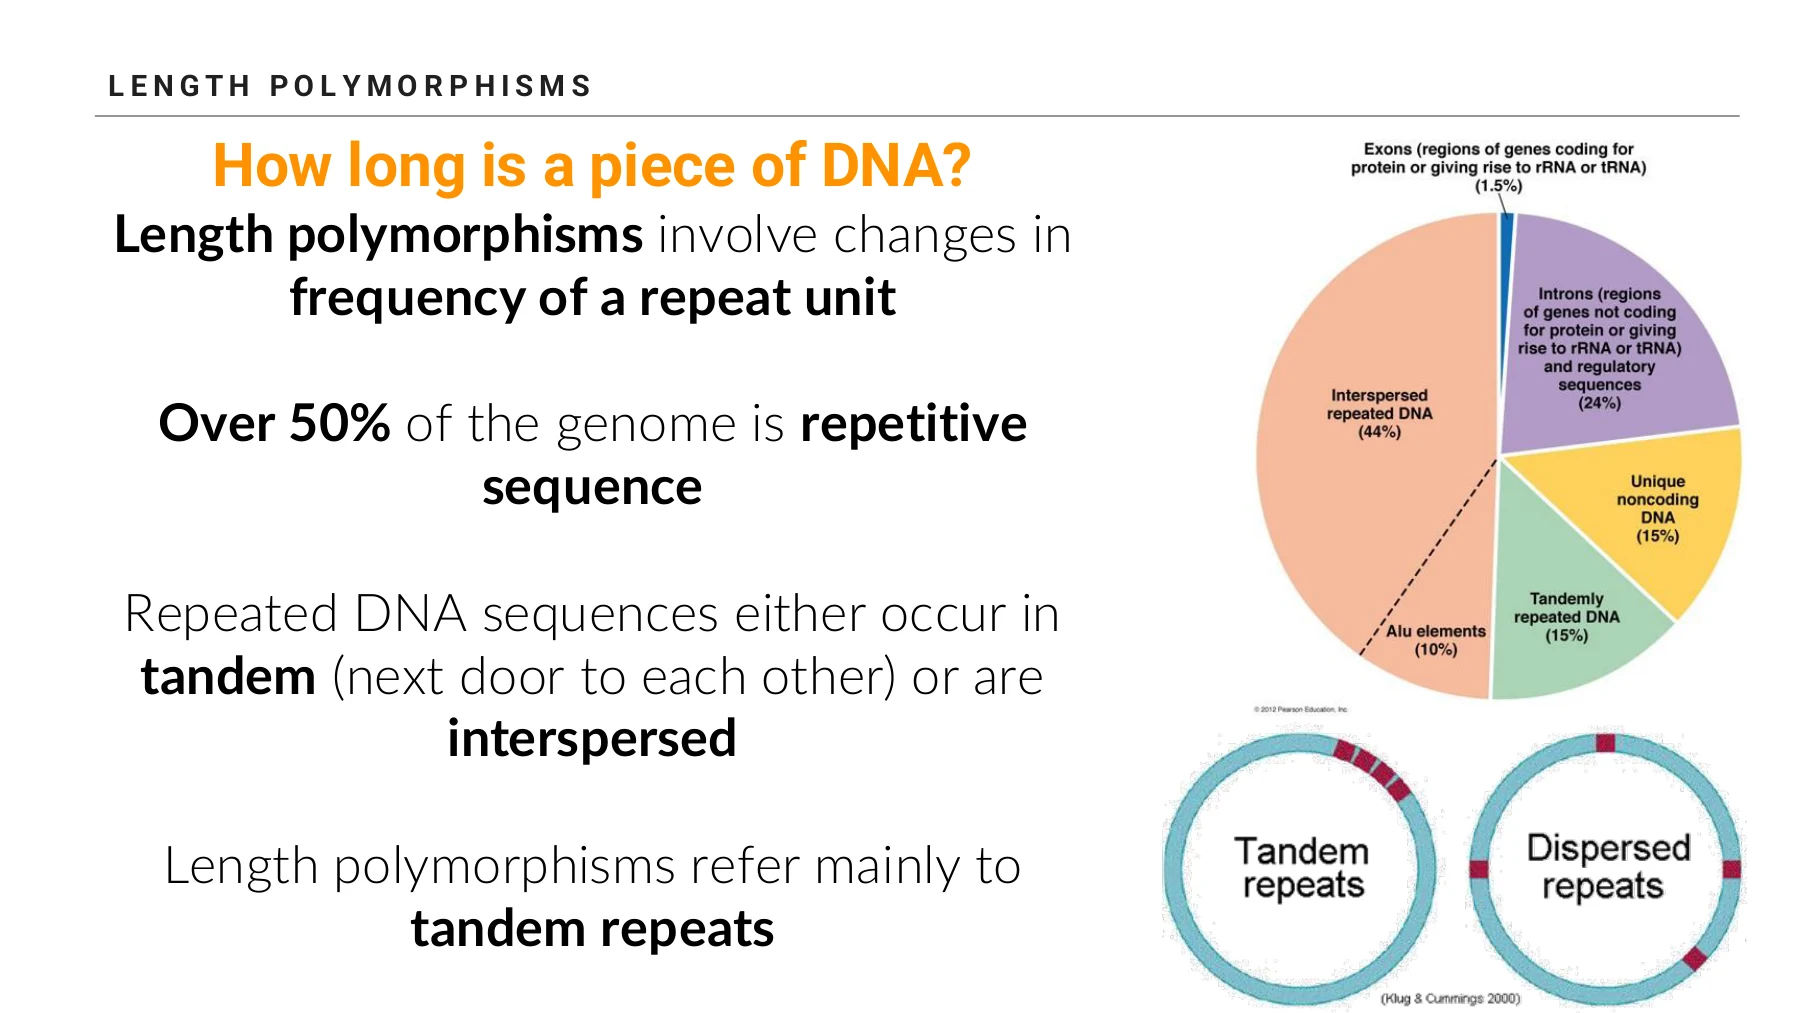 LENGTH POLYMORPHISMS
How long is a piece of DNA?
Length polymorphisms involve changes in
frequency of a repeat unit
Over 50% of the genome is repetitive
sequence
Repeated DNA sequences either occur in
tandem (next door to each other) or are
interspersed
Length polymorphisms refer mainly to
tandem repeats
Exons (regions of genes coding for
protein or giving rise to rRNA or tRNA)
(1.5%)
Introns (regions
of genes not coding
for protein or giving
rise to rRNA or tRNA)
and regulatory
sequences
(24%)
Interspersed
repeated DNA
(44%)
Unique
noncoding
DNA
(15%)
Tandemly
repeated DNA
(15%)
Alu elements
(10%)
© 2012 Pearson Education, Inc.
Tandem
repeats
Dispersed
repeats
(Klug & Cummings 2000)